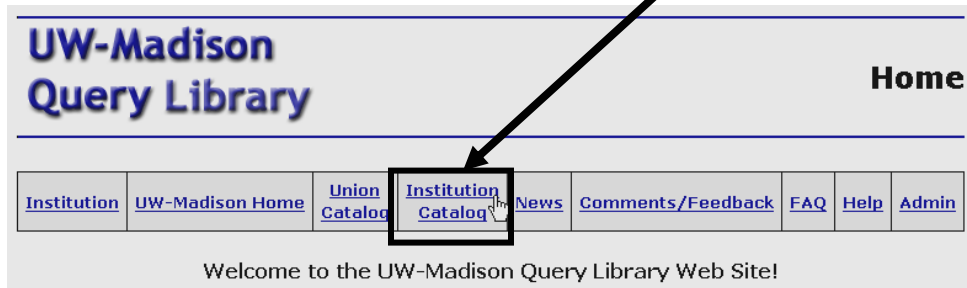 UW-Madison
Query Library
Home
Institution UW-Madison Home Union Catalog Institution Catalog News Comments/Feedback FAQ Help Admin
Welcome to the UW-Madison Query Library Web Site!